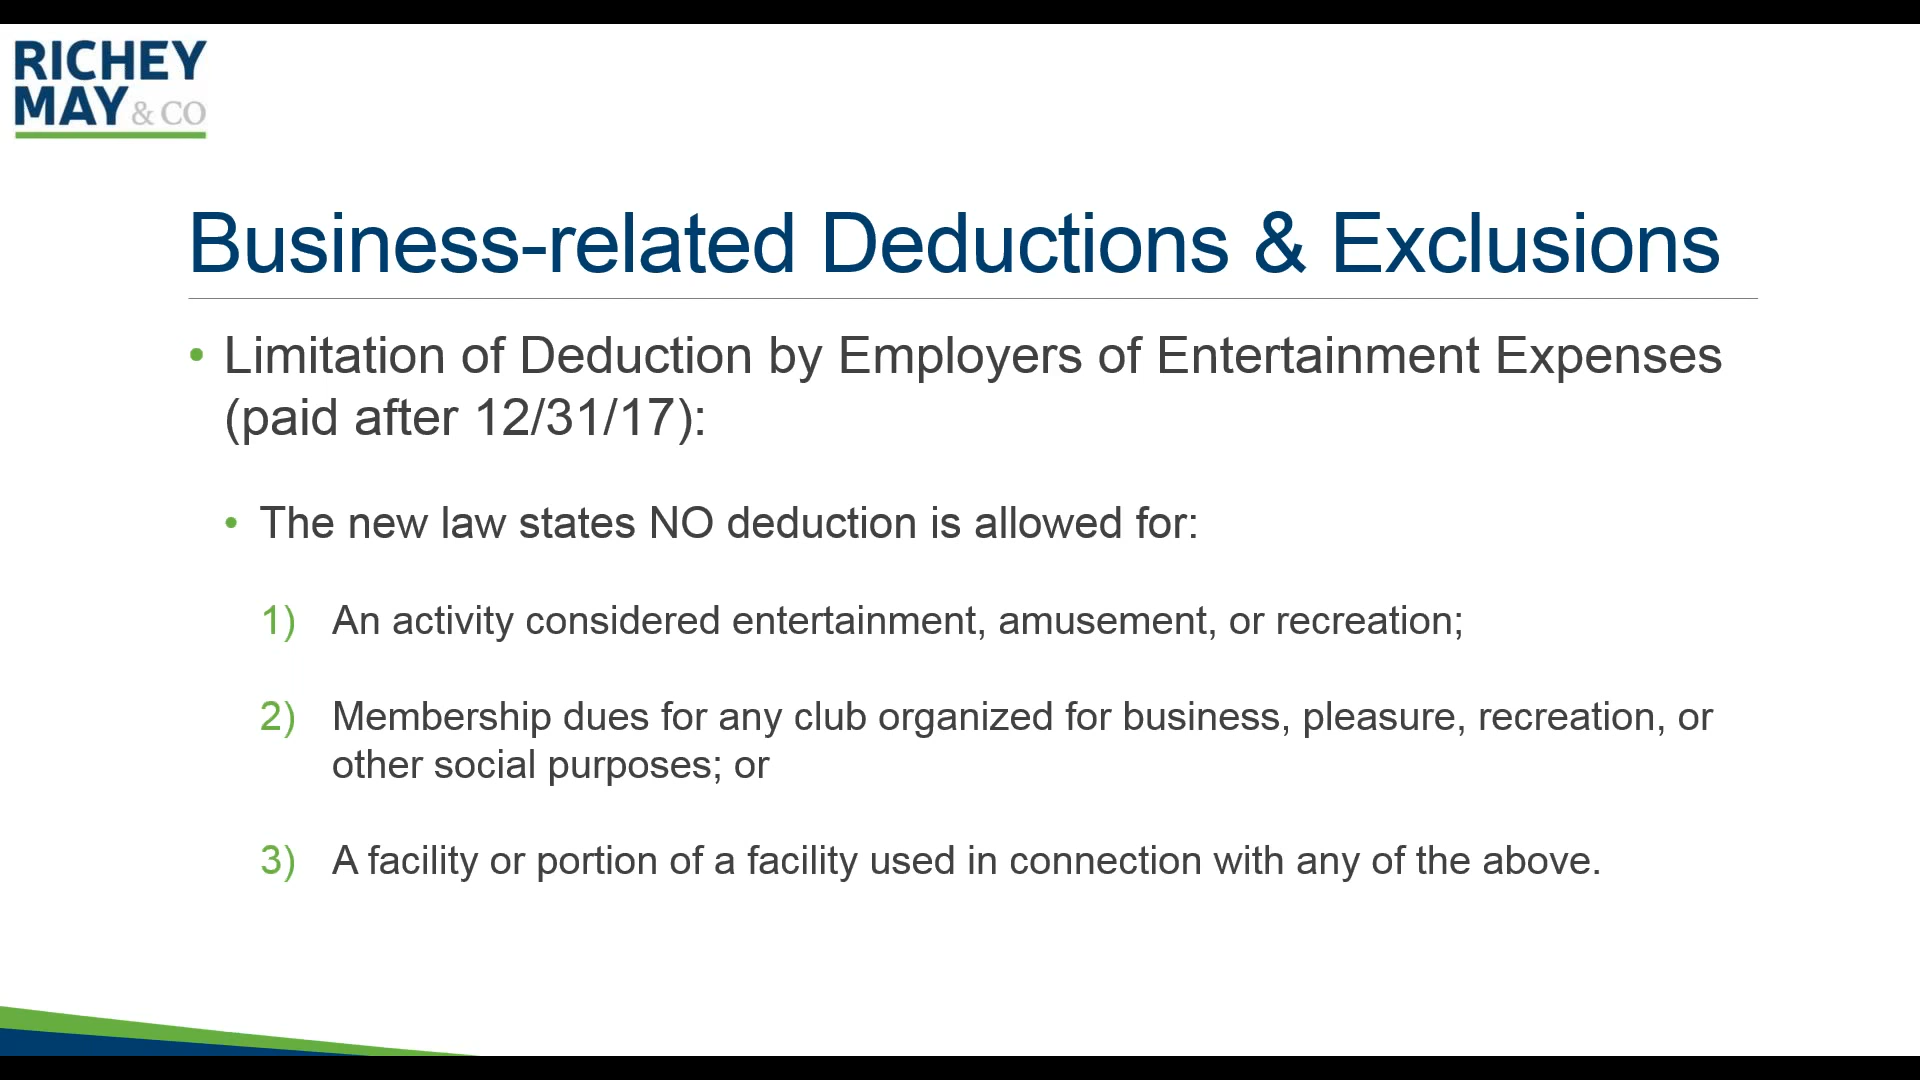 RICHEY
MAY & CO
Business-related Deductions & Exclusions
• Limitation of Deduction by Employers of Entertainment Expenses
(paid after 12/31/17):
• The new law states NO deduction is allowed for:
1) An activity considered entertainment, amusement, or recreation;
2) Membership dues for any club organized for business, pleasure, recreation, or
other social purposes; or
3) A facility or portion of a facility used in connection with any of the above.